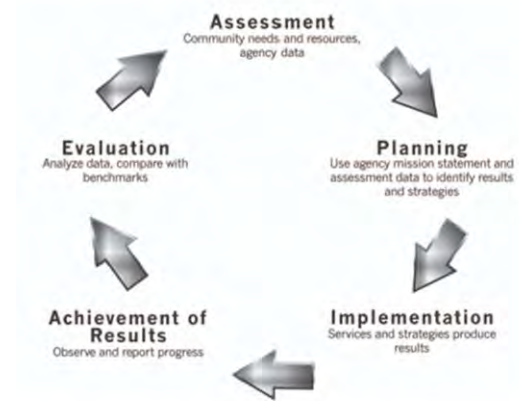 Assessment
Community needs and resources,
agency data
Planning
Use agency mission statement and
assessment data to identify results
and strategies
Implementation
Services and strategies produce
results
Achievement of
Results
Observe and report progress
Evaluation
Analyze data, compare with
benchmarks